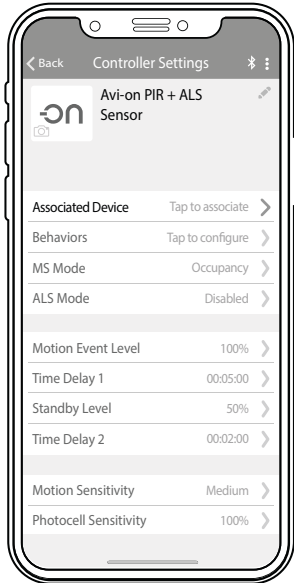 Back Controller Settings
Avi-on PIR + ALS
Sensor
Associated Device Tap to associate
Behaviors Tap to configure
MS Mode Occupancy
ALS Mode Disabled
Motion Event Level 100%
Time Delay 1 00:05:00
Standby Level 50%
Time Delay 2 00:02:00
Motion Sensitivity Medium
Photocell Sensitivity 100%